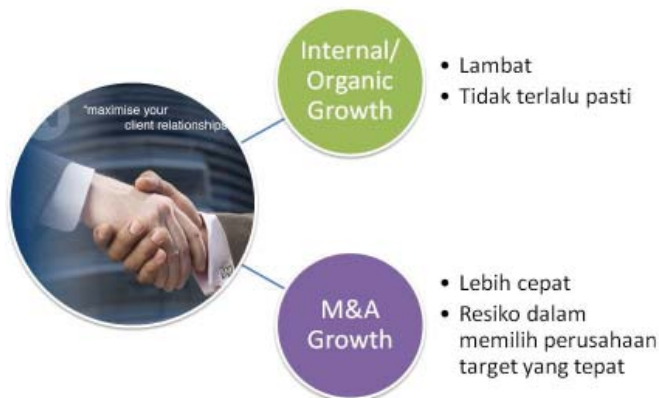 "maximise your
client relationships
Internal/
Organic
Growth
• Lambat
• Tidak terlalu pasti
M&A
Growth
• Lebih cepat
• Resiko dalam
memilih perusahaan
target yang tepat